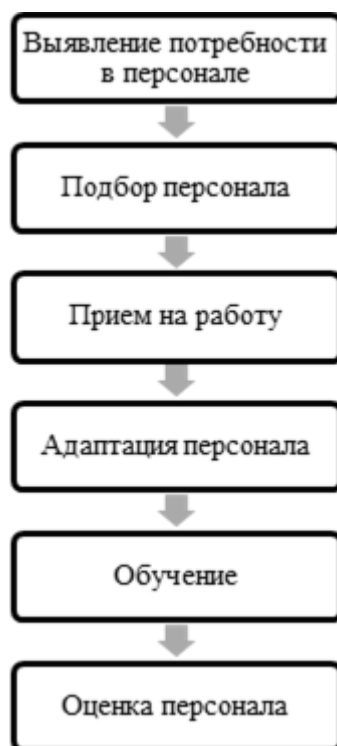 Выявление потребности
в персонале
Подбор персонала
Прием на работу
Адаптация персонала
Обучение
Оценка персонала